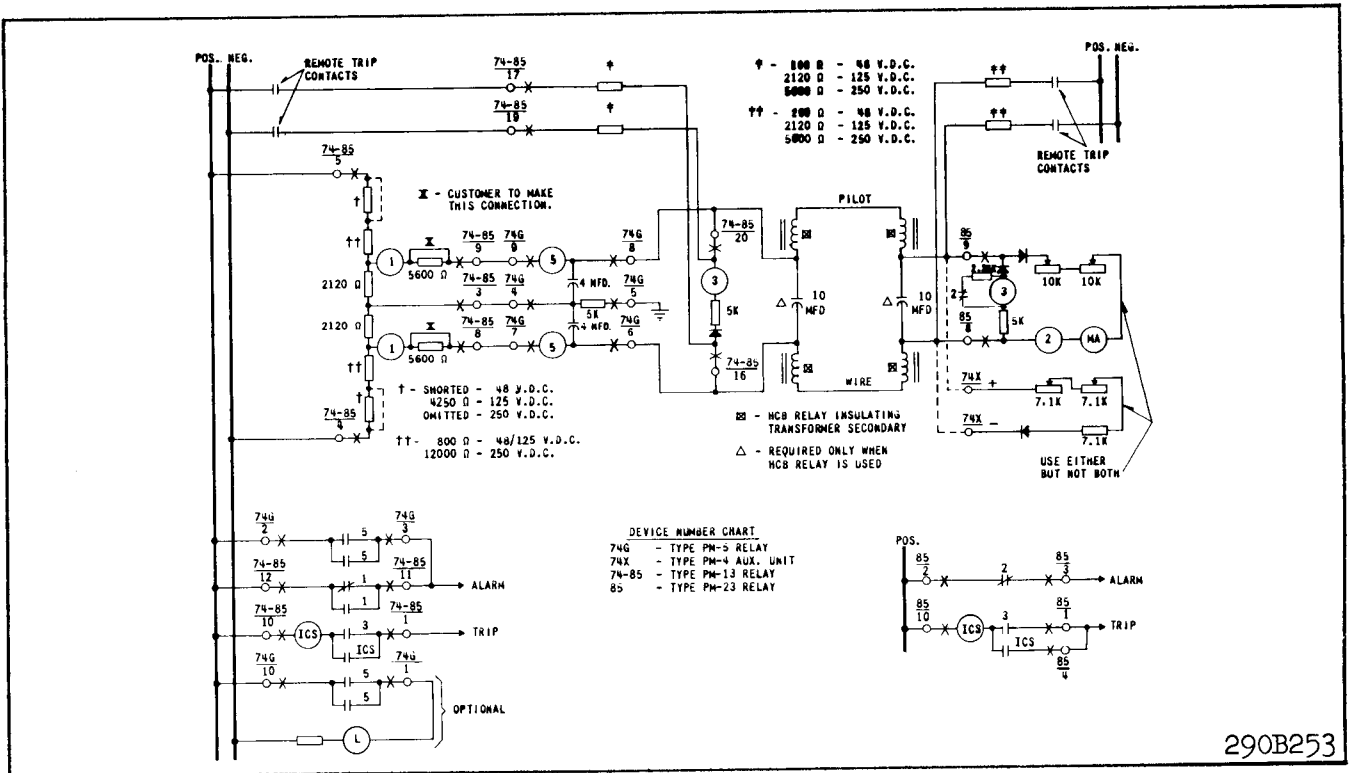 POS. NEG.
REMOTE TRIP
CONTACTS
74-85
17
*
74-85
19
*
74-85
5
†
††
X - CUSTOMER TO MAKE
THIS CONNECTION.
2120 Ω
2120 Ω
††
†
74-85
4
1
X
5600 Ω
74-85
9
74G
9
5
74G
8
4 MFD.
74-85
3
74G
4
5K
74G
5
4 MFD.
1
X
5600 Ω
74-85
8
74G
7
5
74G
6
† - SHORTED - 48 V.D.C.
4250 Ω - 125 V.D.C.
OMITTED - 250 V.D.C.
†† - 800 Ω - 48/125 V.D.C.
12000 Ω - 250 V.D.C.
74-85
20
3
5K
74-85
16
- 48 V.D.C.
2120 Ω - 125 V.D.C.
- 250 V.D.C.
- 48 V.D.C.
2120 Ω - 125 V.D.C.
- 250 V.D.C.
PILOT
WIRE
△
10
MFD
△
10
MFD
⊠ - HCB RELAY INSULATING
TRANSFORMER SECONDARY
△ - REQUIRED ONLY WHEN
HCB RELAY IS USED
POS. NEG.
**
**
REMOTE TRIP
CONTACTS
85
9
2
3
5K
10K
10K
85
8
2
MA
74X +
7.1K
7.1K
74X -
7.1K
USE EITHER
BUT NOT BOTH
74G
2
5
5
74G
3
74-85
12
1
1
74-85
11
ALARM
74-85
10
ICS
3
ICS
74-85
1
TRIP
74G
10
5
5
74G
1
OPTIONAL
L
DEVICE NUMBER CHART
74G - TYPE PM-5 RELAY
74X - TYPE PM-4 AUX. UNIT
74-85 - TYPE PM-13 RELAY
85 - TYPE PM-23 RELAY
POS.
85
2
2
85
3
ALARM
85
10
ICS
3
ICS
85
1
TRIP
85
4
290B253